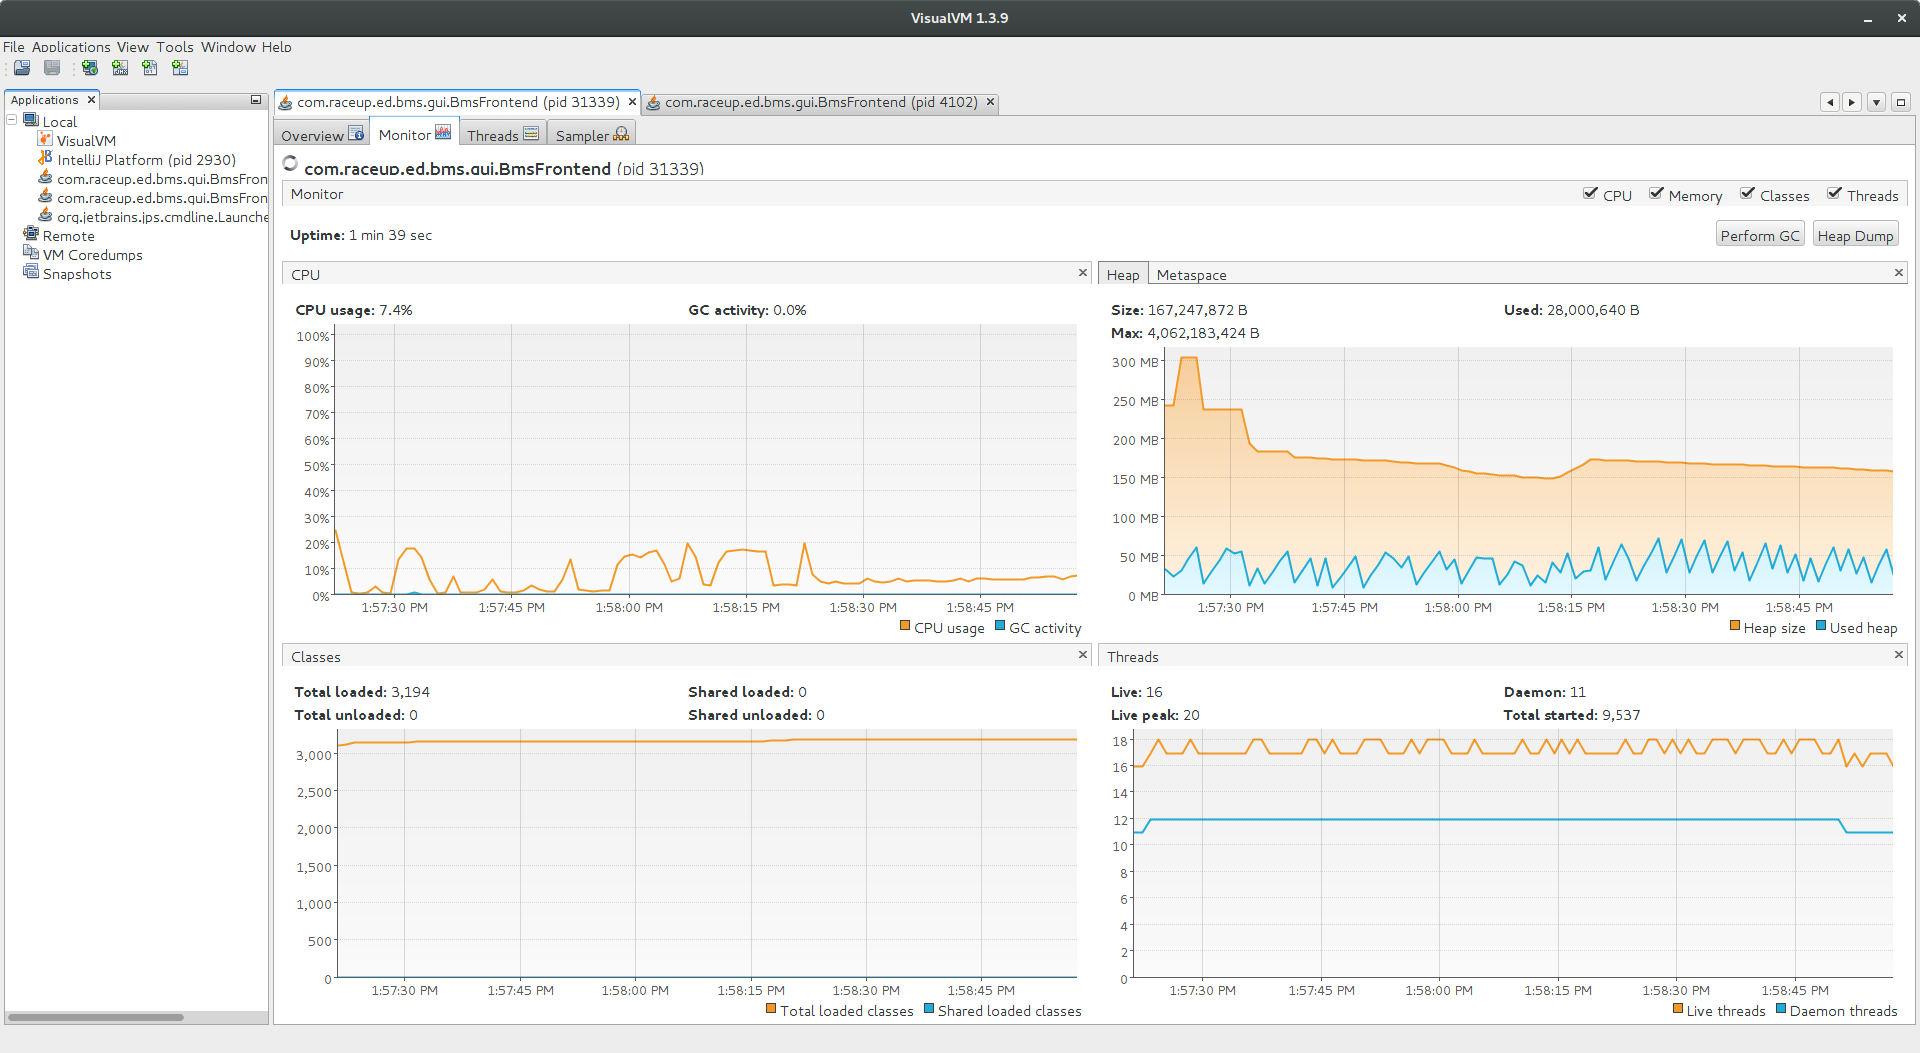 VisualVM 1.3.9
File Applications View Tools Window Help
Applications
Local
VisualVM
IntelliJ Platform (pid 2930)
com.raceup.ed.bms.gui.BmsFron
com.raceup.ed.bms.gui.BmsFron
org.jetbrains.jps.cmdline.Launche
Remote
VM Coredumps
Snapshots
com.raceup.ed.bms.gui.BmsFrontend (pid 31339) com.raceup.ed.bms.gui.BmsFrontend (pid 4102)
Overview Monitor Threads Sampler
com.raceup.ed.bms.gui.BmsFrontend (pid 31339)
Monitor CPU Memory Classes Threads
Uptime: 1 min 39 sec Perform GC Heap Dump
CPU
CPU usage: 7.4% GC activity: 0.0%
100%
90%
80%
70%
60%
50%
40%
30%
20%
10%
0%
1:57:30 PM 1:57:45 PM 1:58:00 PM 1:58:15 PM 1:58:30 PM 1:58:45 PM
CPU usage GC activity
Heap Metaspace
Size: 167,247,872 B Used: 28,000,640 B
Max: 4,062,183,424 B
300 MB
250 MB
200 MB
150 MB
100 MB
50 MB
0 MB
1:57:30 PM 1:57:45 PM 1:58:00 PM 1:58:15 PM 1:58:30 PM 1:58:45 PM
Heap size Used heap
Classes
Total loaded: 3,194 Shared loaded: 0
Total unloaded: 0 Shared unloaded: 0
3,000
2,500
2,000
1,500
1,000
500
0
1:57:30 PM 1:57:45 PM 1:58:00 PM 1:58:15 PM 1:58:30 PM 1:58:45 PM
Total loaded classes Shared loaded classes
Threads
Live: 16 Daemon: 11
Live peak: 20 Total started: 9,537
18
16
14
12
10
8
6
4
2
0
1:57:30 PM 1:57:45 PM 1:58:00 PM 1:58:15 PM 1:58:30 PM 1:58:45 PM
Live threads Daemon threads